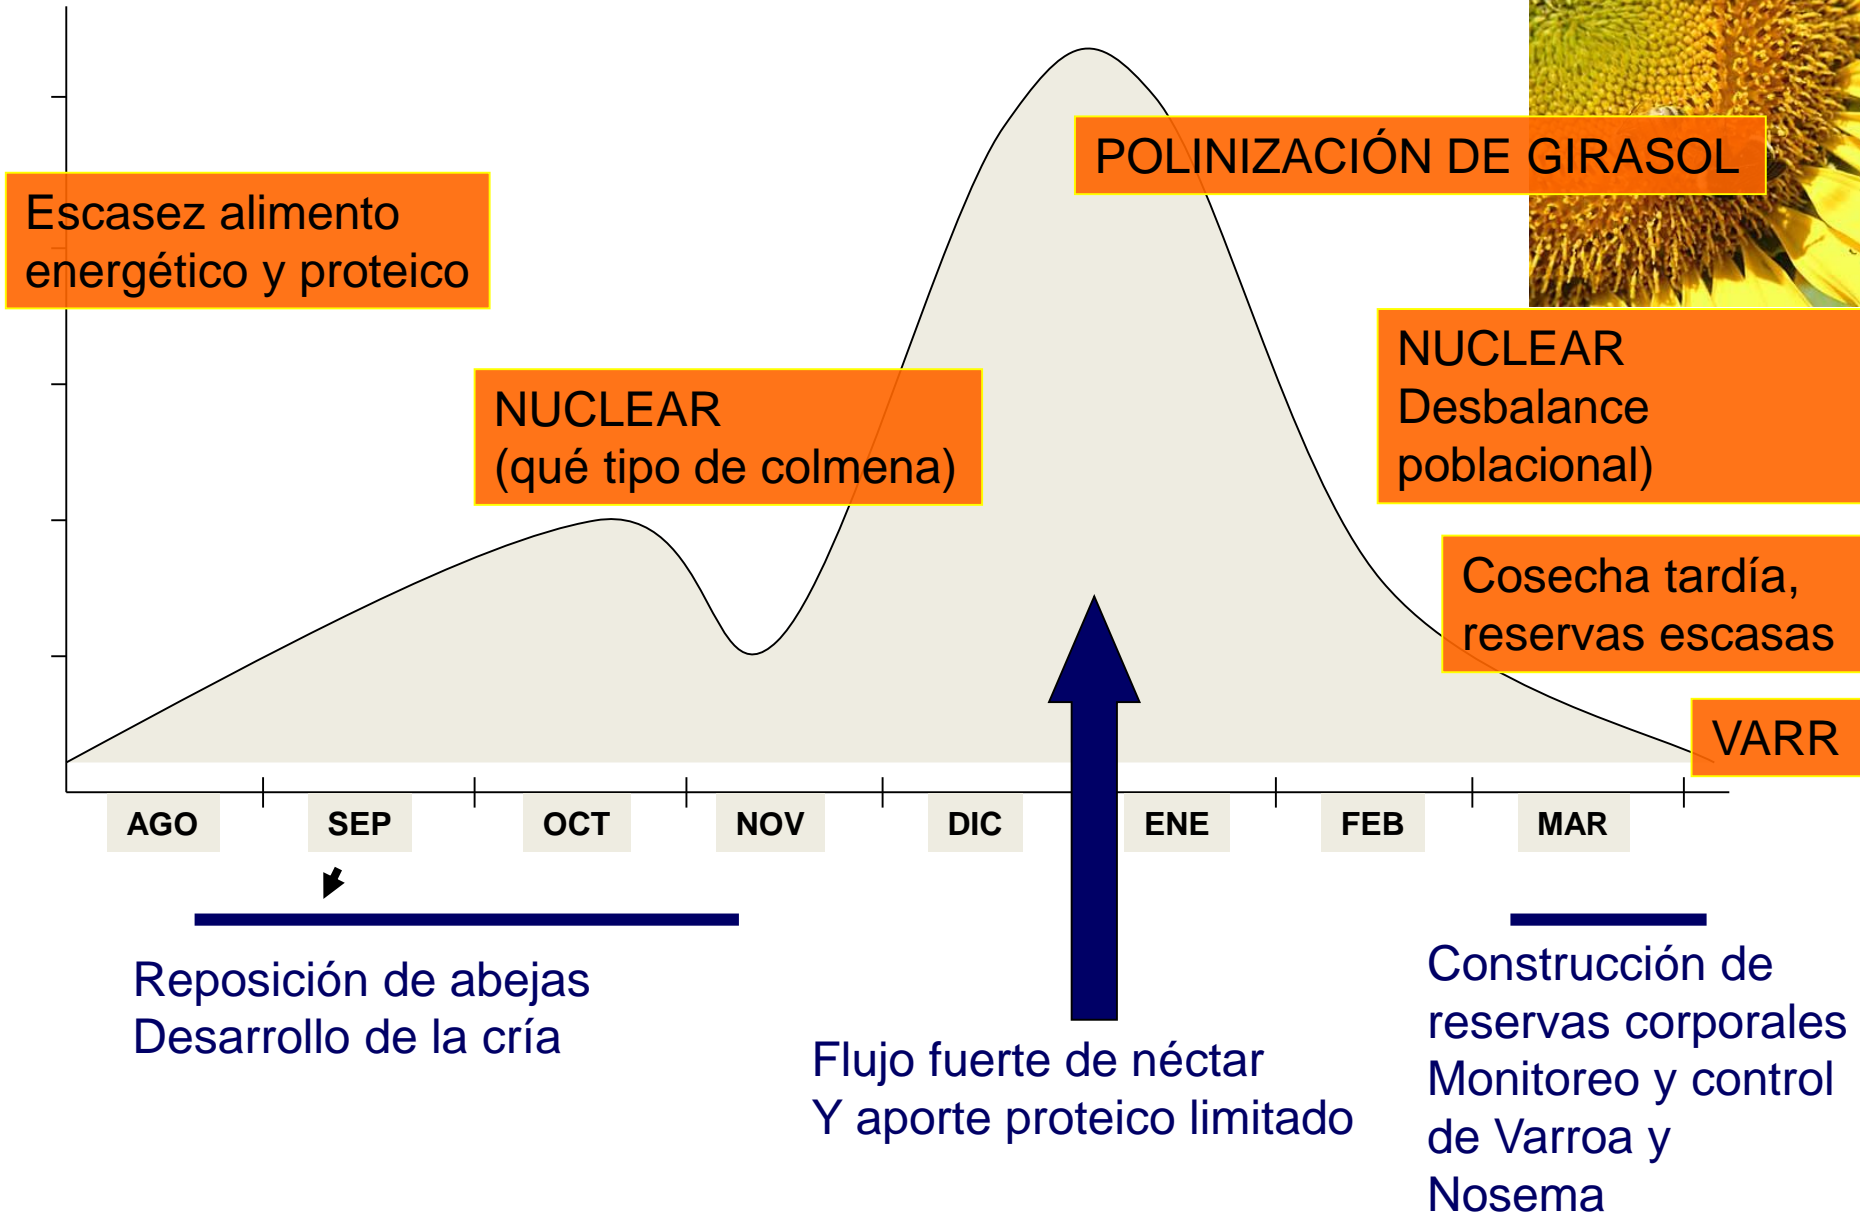 POLINIZACIÓN DE GIRASOL
Escasez alimento
energético y proteico
NUCLEAR
(qué tipo de colmena)
NUCLEAR
Desbalance
poblacional)
Cosecha tardía,
reservas escasas
VARR
AGO SEP OCT NOV DIC ENE FEB MAR
Reposición de abejas
Desarrollo de la cría
Flujo fuerte de néctar
Y aporte proteico limitado
Construcción de
reservas corporales
Monitoreo y control
de Varroa y
Nosema